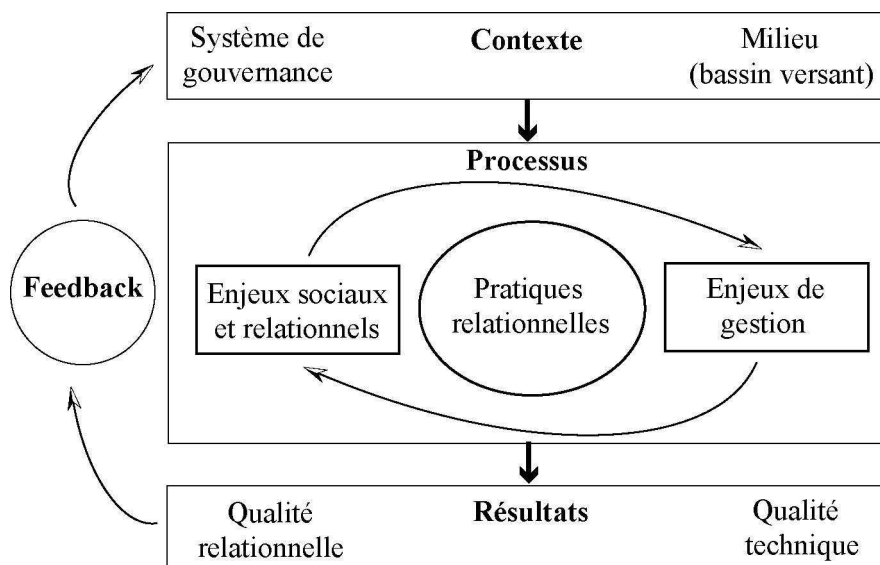 Système de
gouvernance
Contexte
Milieu
(bassin versant)
Processus
Feedback
Enjeux sociaux
et relationnels
Pratiques
relationnelles
Enjeux de
gestion
Qualité
relationnelle
Résultats
Qualité
technique